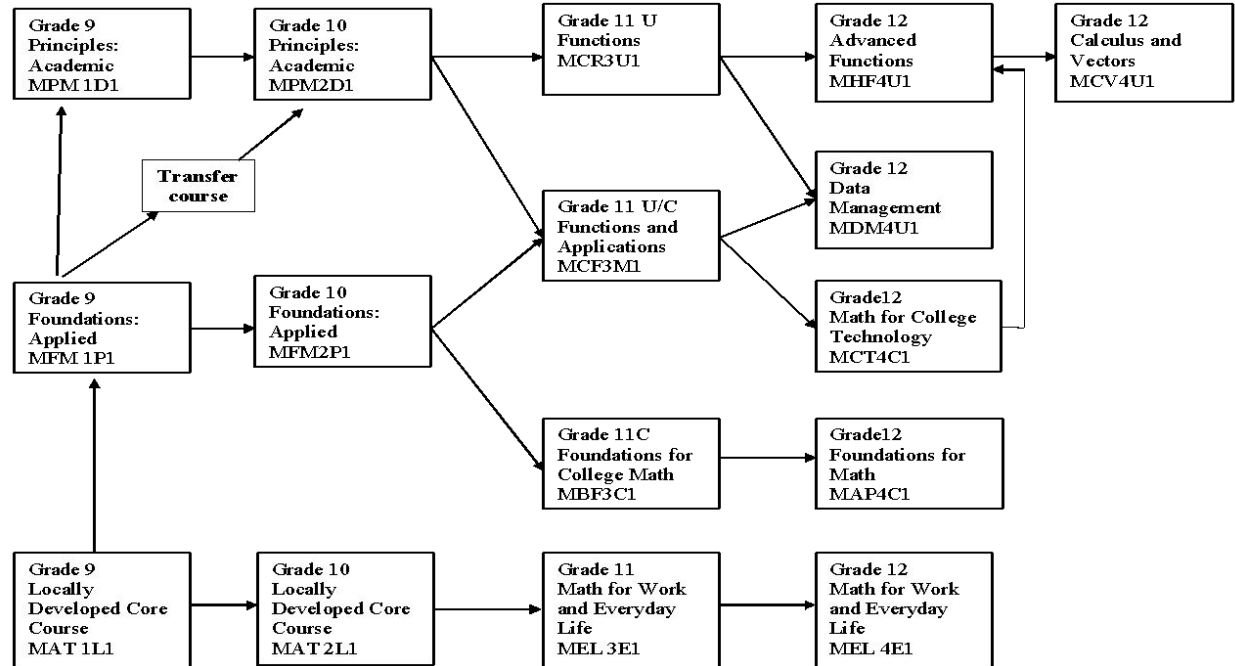 Grade 9
Principles:
Academic
MPM 1D1
Grade 10
Principles:
Academic
MPM2D1
Grade 11 U
Functions
MCR3U1
Grade 12
Advanced
Functions
MHF4U1
Grade 12
Calculus and
Vectors
MCV4U1
Transfer
course
Grade 12
Data
Management
MDM4U1
Grade 11 U/C
Functions and
Applications
MCF3M1
Grade 9
Foundations:
Applied
MFM 1P1
Grade 10
Foundations:
Applied
MFM2P1
Grade12
Math for College
Technology
MCT4C1
Grade 11C
Foundations for
College Math
MBF3C1
Grade12
Foundations for
Math
MAP4C1
Grade 9
Locally
Developed Core
Course
MAT 1L1
Grade 10
Locally
Developed Core
Course
MAT 2L1
Grade 11
Math for Work
and Everyday
Life
MEL 3E1
Grade 12
Math for Work
and Everyday
Life
MEL 4E1